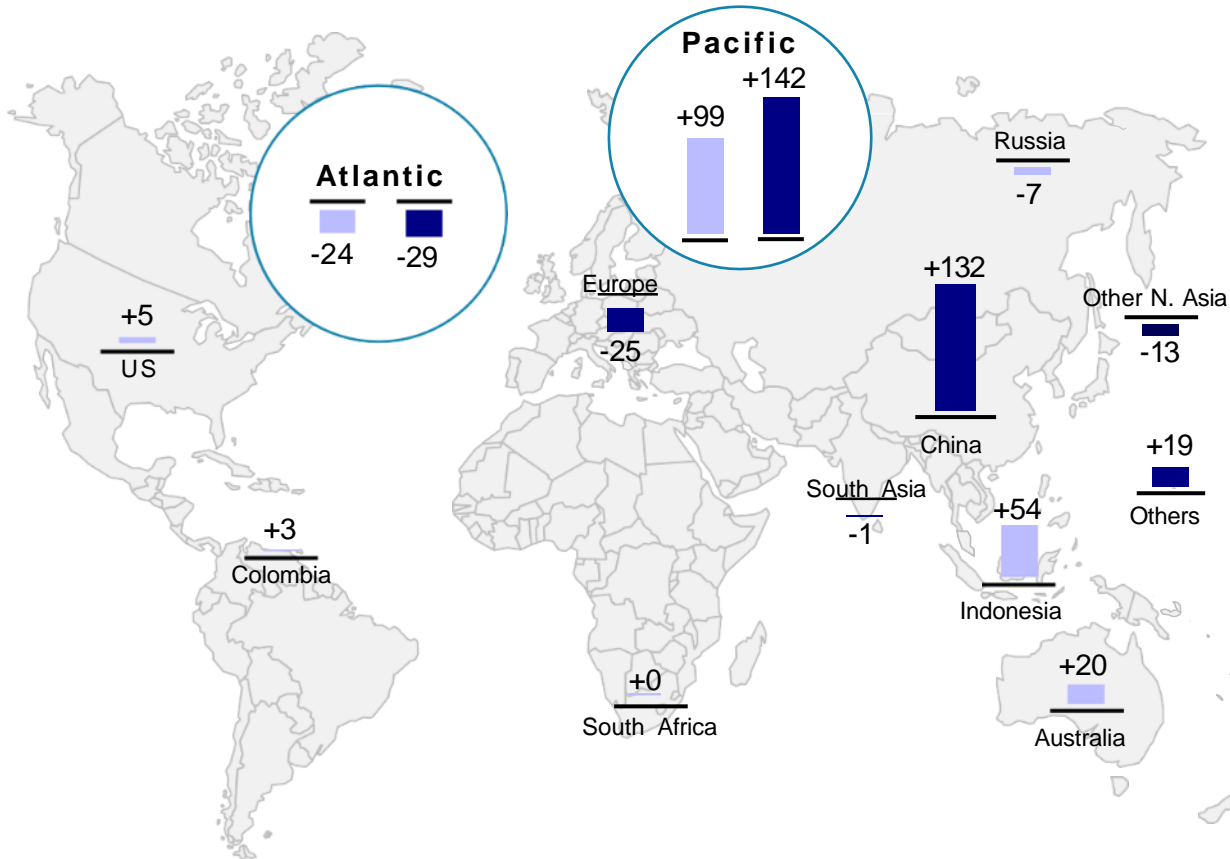 Pacific
+142
+99
Russia
-7
Atlantic
-24
-29
+132
Europe
Other N. Asia
+5
-25
-13
US
China
+19
South Asia
+54
Others
+3
-1
Colombia
Indonesia
+20
+0
South Africa
Australia